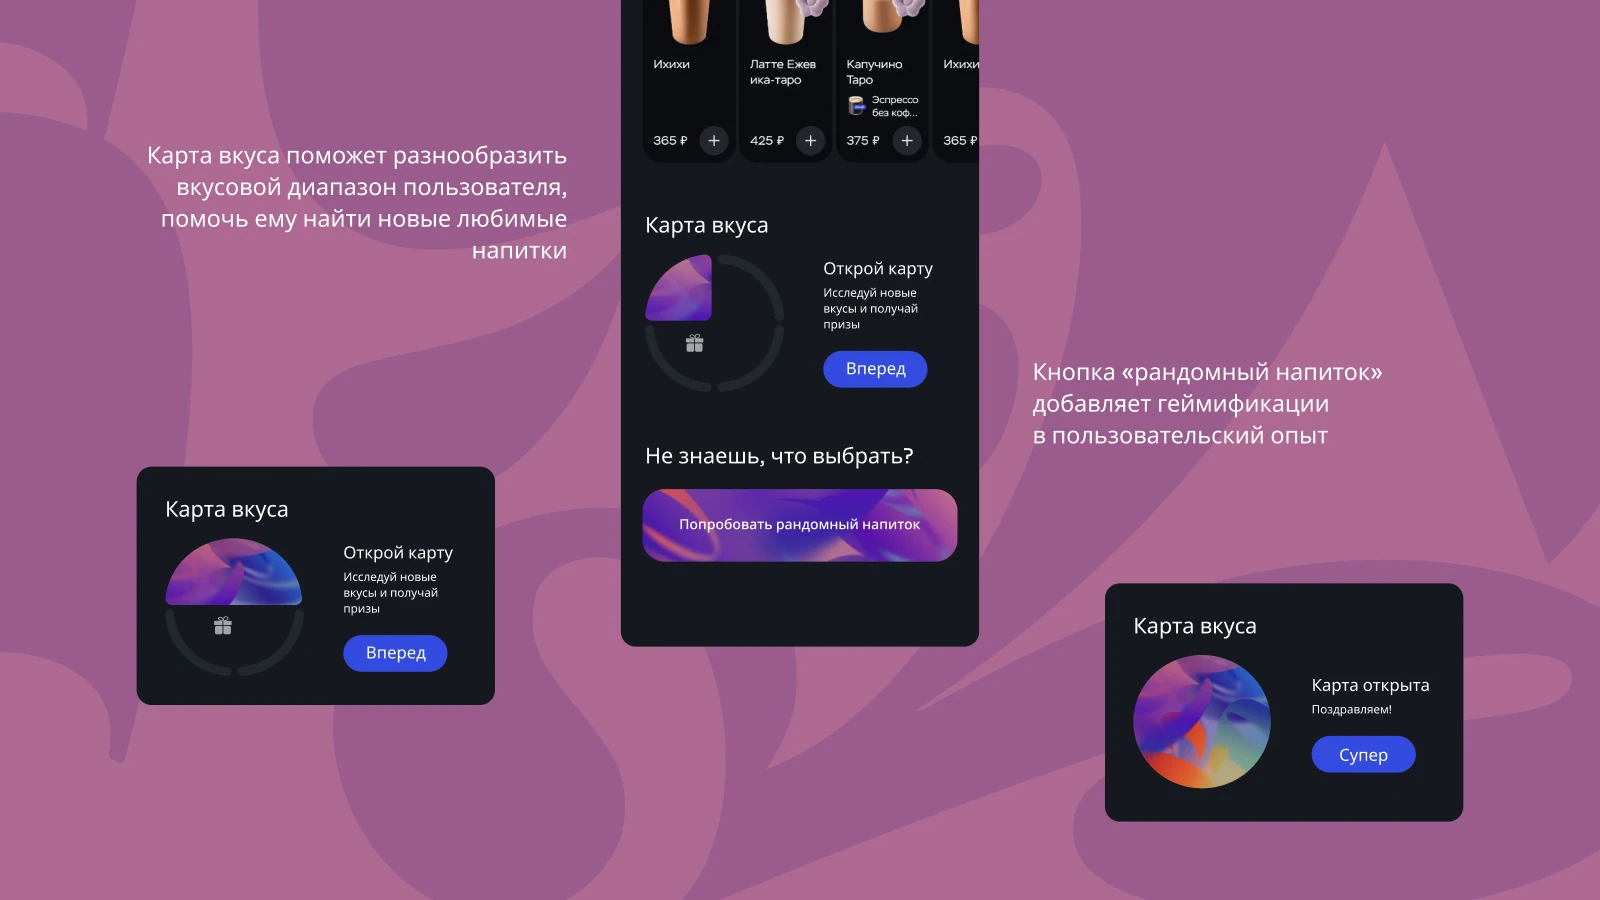 Ихихи
Латте Ежев
ика-таро
Капучино
Таро
Эспрессо
без коф...
Ихихи
365 ₽
425 ₽
375 ₽
365 ₽
Карта вкуса поможет разнообразить
вкусовой диапазон пользователя,
помочь ему найти новые любимые
напитки
Карта вкуса
Открой карту
Исследуй новые
вкусы и получай
призы
Вперед
Не знаешь, что выбрать?
Попробовать рандомный напиток
Кнопка «рандомный напиток»
добавляет геймификации
в пользовательский опыт
Карта вкуса
Открой карту
Исследуй новые
вкусы и получай
призы
Вперед
Карта вкуса
Карта открыта
Поздравляем!
Супер